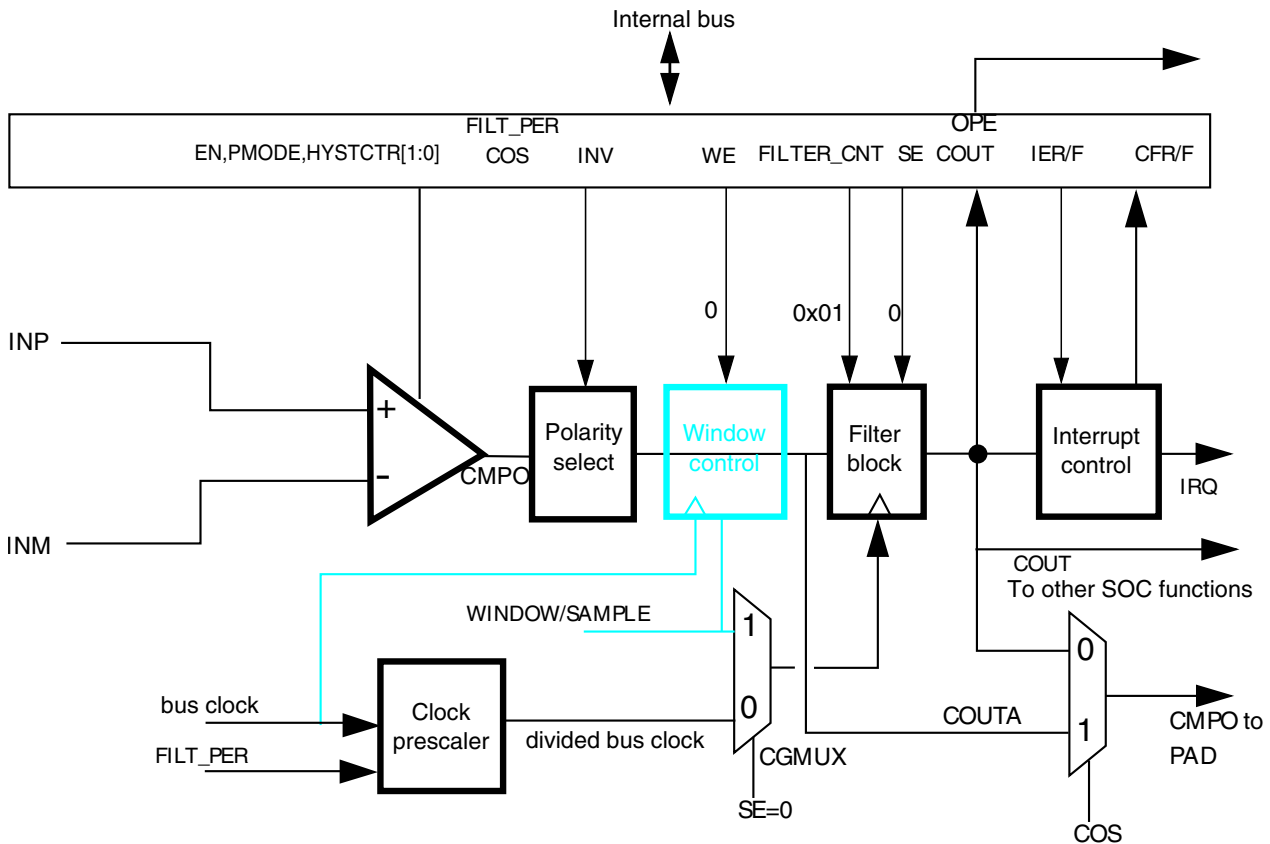 Internal bus
FILT_PER
OPE
EN,PMODE,HYSTCTR[1:0]
COS
INV
WE
FILTER_CNT
SE
COUT
IER/F
CFR/F
0
0x01
0
INP
+
-
CMPO
Polarity
select
Window
control
Filter
block
Interrupt
control
IRQ
INM
COUT
To other SOC functions
WINDOW/SAMPLE
1
0
0
1
bus clock
FILT_PER
Clock
prescaler
divided bus clock
CGMUX
SE=0
COUTA
CMPO to
PAD
COS